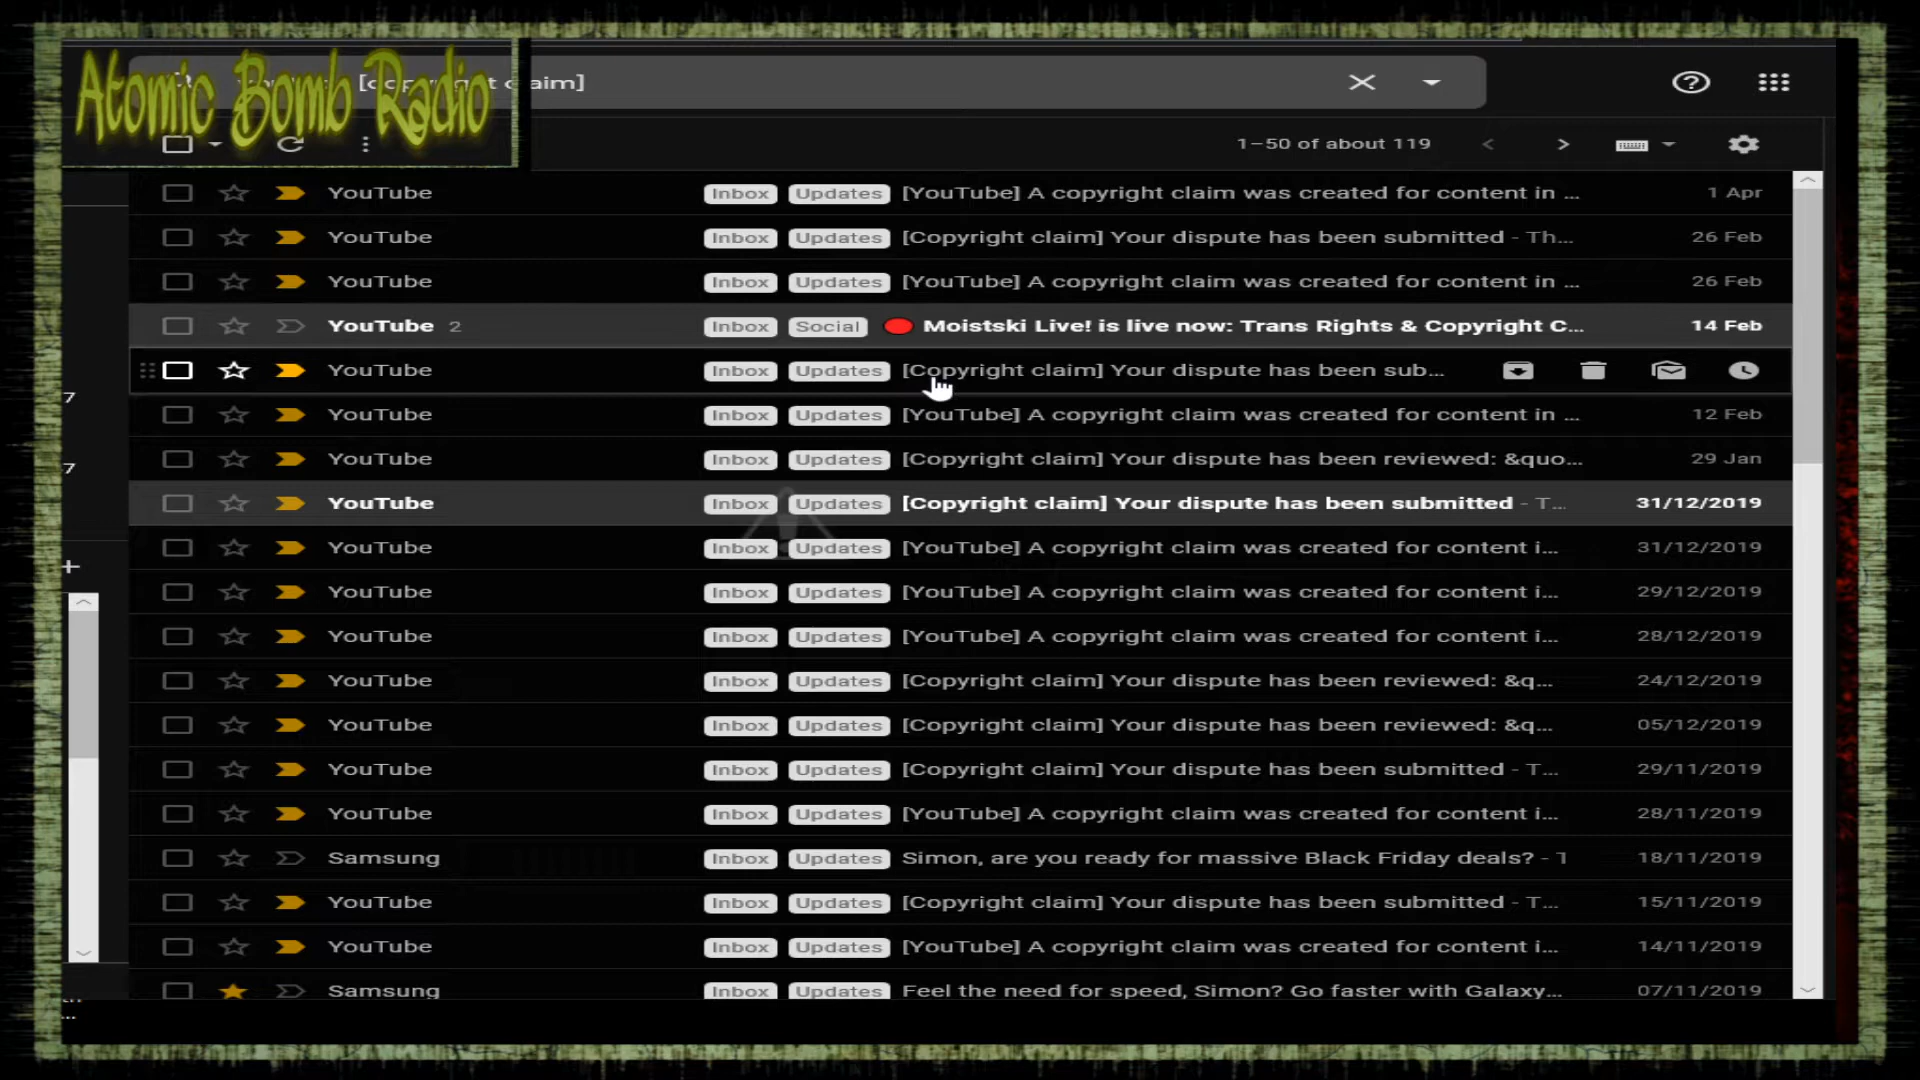 Atomic Bomb Radio
[copyright claim]
1–50 of about 119
YouTube Inbox Updates [YouTube] A copyright claim was created for content in ... 1 Apr
YouTube Inbox Updates [Copyright claim] Your dispute has been submitted - Th... 26 Feb
YouTube Inbox Updates [YouTube] A copyright claim was created for content in ... 26 Feb
YouTube 2 Inbox Social Moistski Live! is live now: Trans Rights & Copyright C... 14 Feb
YouTube Inbox Updates [Copyright claim] Your dispute has been sub...
7
YouTube Inbox Updates [YouTube] A copyright claim was created for content in ... 12 Feb
YouTube Inbox Updates [Copyright claim] Your dispute has been reviewed: &quo... 29 Jan
7
YouTube Inbox Updates [Copyright claim] Your dispute has been submitted - T... 31/12/2019
YouTube Inbox Updates [YouTube] A copyright claim was created for content i... 31/12/2019
YouTube Inbox Updates [YouTube] A copyright claim was created for content i... 29/12/2019
YouTube Inbox Updates [YouTube] A copyright claim was created for content i... 28/12/2019
YouTube Inbox Updates [Copyright claim] Your dispute has been reviewed: &q... 24/12/2019
YouTube Inbox Updates [Copyright claim] Your dispute has been reviewed: &q... 05/12/2019
YouTube Inbox Updates [Copyright claim] Your dispute has been submitted - T... 29/11/2019
YouTube Inbox Updates [YouTube] A copyright claim was created for content i... 28/11/2019
Samsung Inbox Updates Simon, are you ready for massive Black Friday deals? - 18/11/2019
YouTube Inbox Updates [Copyright claim] Your dispute has been submitted - T... 15/11/2019
YouTube Inbox Updates [YouTube] A copyright claim was created for content i... 14/11/2019
Samsung Inbox Updates Feel the need for speed, Simon? Go faster with Galaxy... 07/11/2019